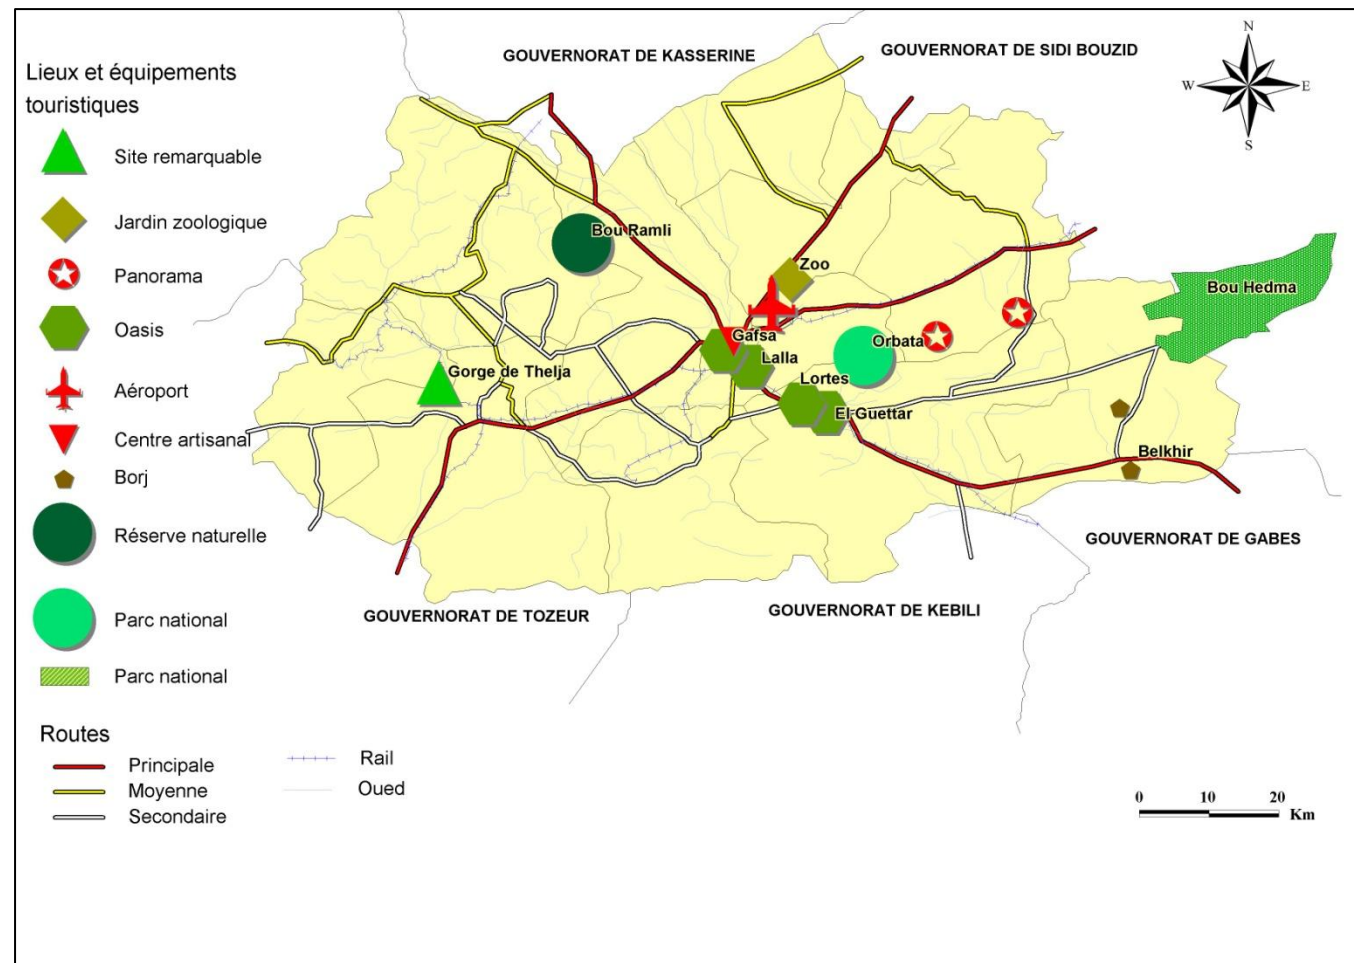 GOUVERNORAT DE KASSERINE
GOUVERNORAT DE SIDI BOUZID
N
W
E
S
Lieux et équipements
touristiques
Site remarquable
Jardin zoologique
Panorama
Oasis
Aéroport
Centre artisanal
Borj
Réserve naturelle
Parc national
Parc national
Bou Ramli
Zoo
Bou Hedma
Gafsa
Orbata
Lalla
Gorge de Thelja
Lortes
El Guettar
Belkhir
GOUVERNORAT DE GABES
GOUVERNORAT DE TOZEUR
GOUVERNORAT DE KEBILI
Routes
Principale
Moyenne
Secondaire
Rail
Oued
0 10 20
Km